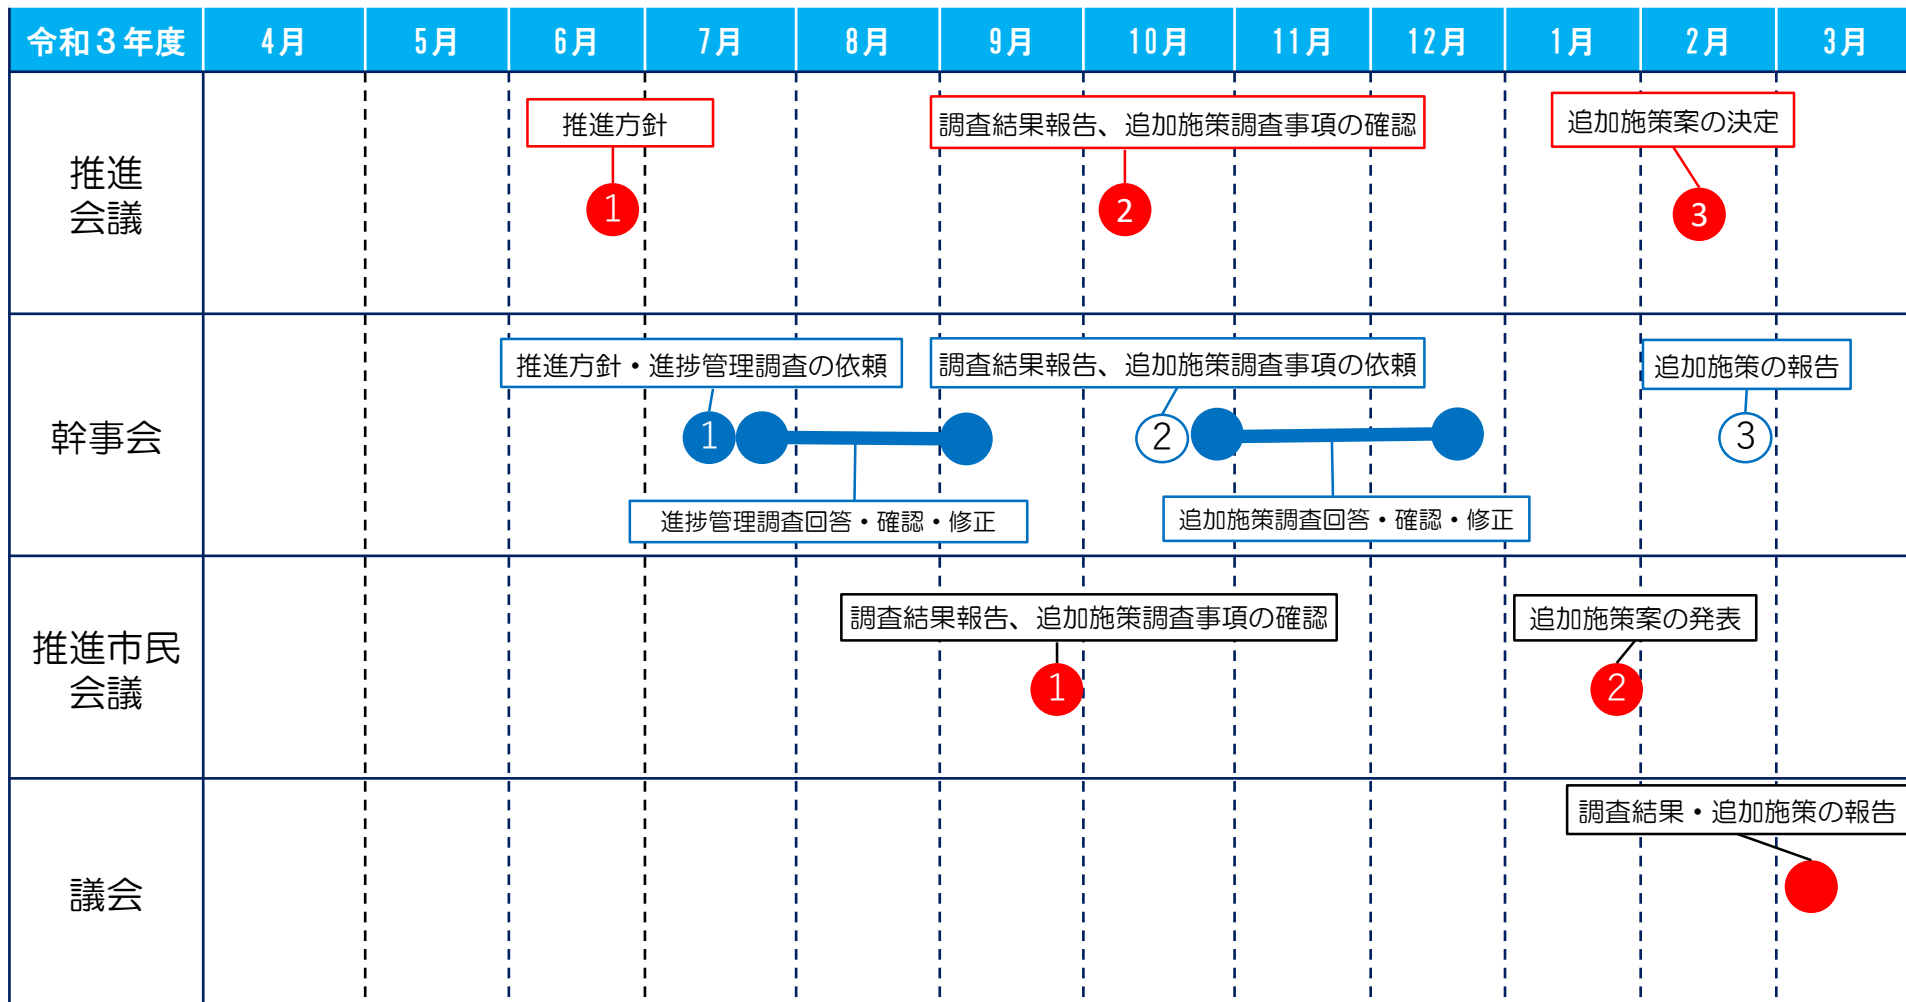 令和３年度 4月 5月 6月 7月 8月 9月 10月 11月 12月 1月 2月 3月
推進
会議
推進方針
1
調査結果報告、追加施策調査事項の確認
2
追加施策案の決定
3
幹事会
推進方針・進捗管理調査の依頼
1
進捗管理調査回答・確認・修正
調査結果報告、追加施策調査事項の依頼
2
追加施策調査回答・確認・修正
追加施策の報告
3
推進市民
会議
調査結果報告、追加施策調査事項の確認
1
追加施策案の発表
2
議会
調査結果・追加施策の報告